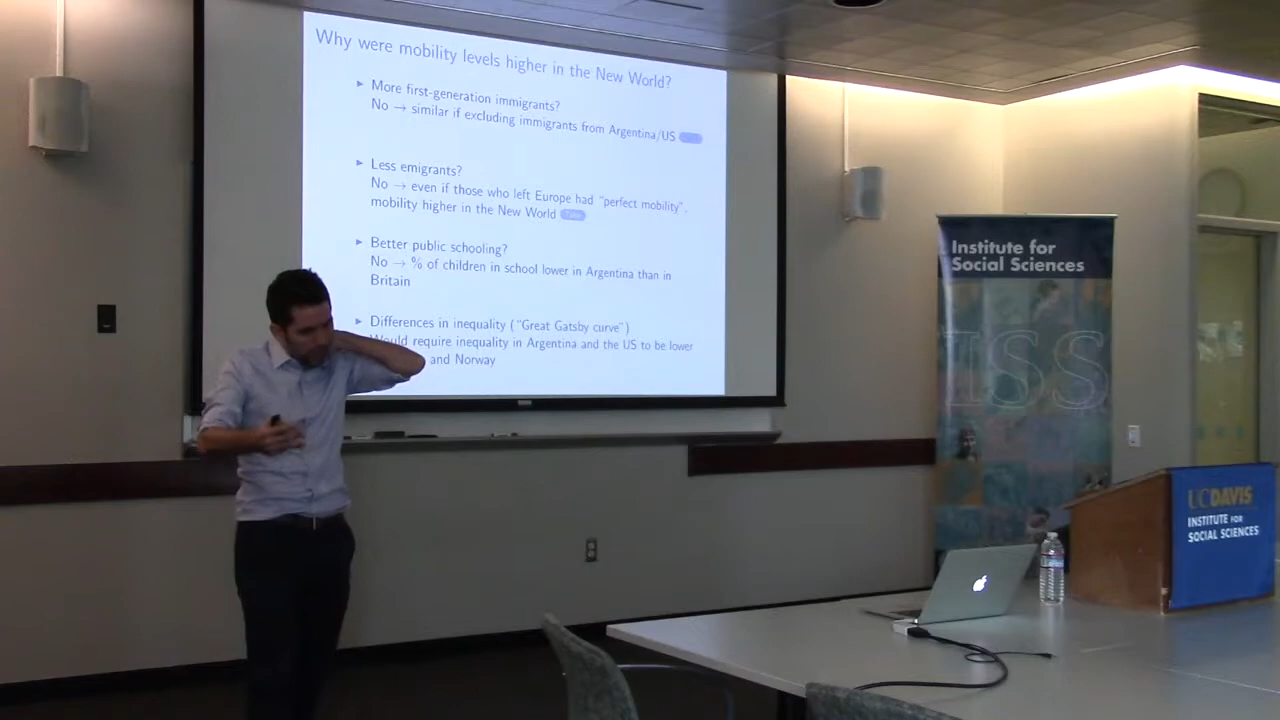 Why were mobility levels higher in the New World?
More first-generation immigrants?
No → similar if excluding immigrants from Argentina/US
Less emigrants?
No → even if those who left Europe had "perfect mobility",
mobility higher in the New World
Better public schooling?
No → % of children in school lower in Argentina than in
Britain
Differences in inequality ("Great Gatsby curve")
Would require inequality in Argentina and the US to be lower
and Norway
Institute for
Social Sciences
ISS
UCDAVIS
INSTITUTE FOR
SOCIAL SCIENCES